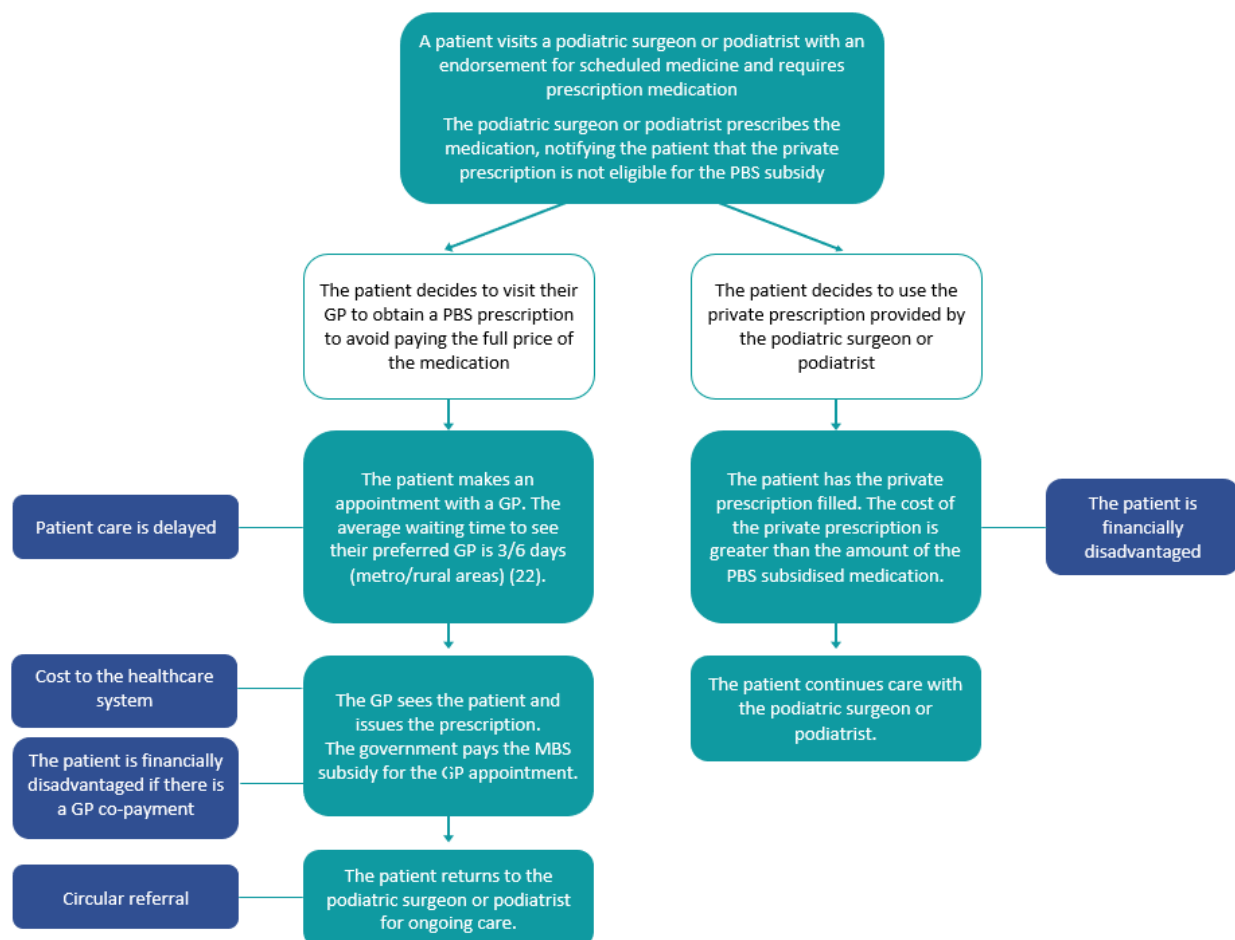 A patient visits a podiatric surgeon or podiatrist with an
endorsement for scheduled medicine and requires
prescription medication
The podiatric surgeon or podiatrist prescribes the
medication, notifying the patient that the private
prescription is not eligible for the PBS subsidy
The patient decides to visit their
GP to obtain a PBS prescription
to avoid paying the full price of
the medication
The patient decides to use the
private prescription provided by
the podiatric surgeon or
podiatrist
Patient care is delayed
The patient makes an
appointment with a GP. The
average waiting time to see
their preferred GP is 3/6 days
(metro/rural areas) (22).
The patient has the private
prescription filled. The cost of
the private prescription is
greater than the amount of the
PBS subsidised medication.
The patient is
financially
disadvantaged
Cost to the healthcare
system
The patient is financially
disadvantaged if there is
a GP co-payment
The GP sees the patient and
issues the prescription.
The government pays the MBS
subsidy for the GP appointment.
The patient continues care with
the podiatric surgeon or
podiatrist.
Circular referral
The patient returns to the
podiatric surgeon or podiatrist
for ongoing care.